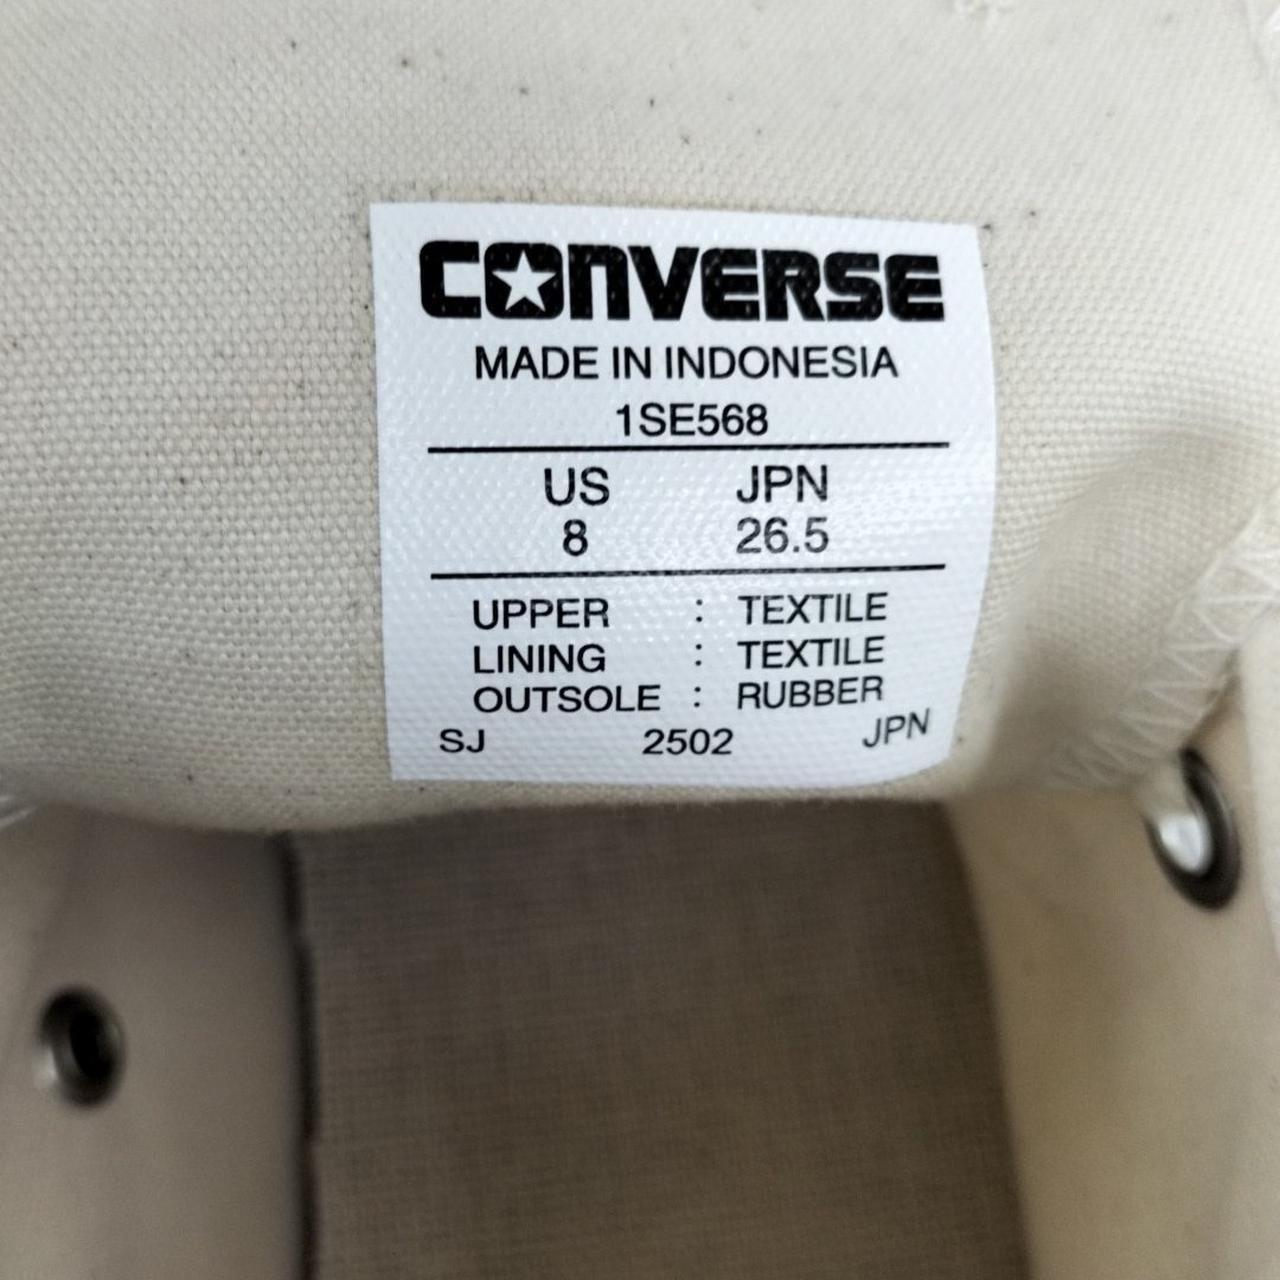 CONVERSE
MADE IN INDONESIA
1SE568
US JPN
8 26.5
UPPER : TEXTILE
LINING : TEXTILE
OUTSOLE : RUBBER
SJ 2502 JPN